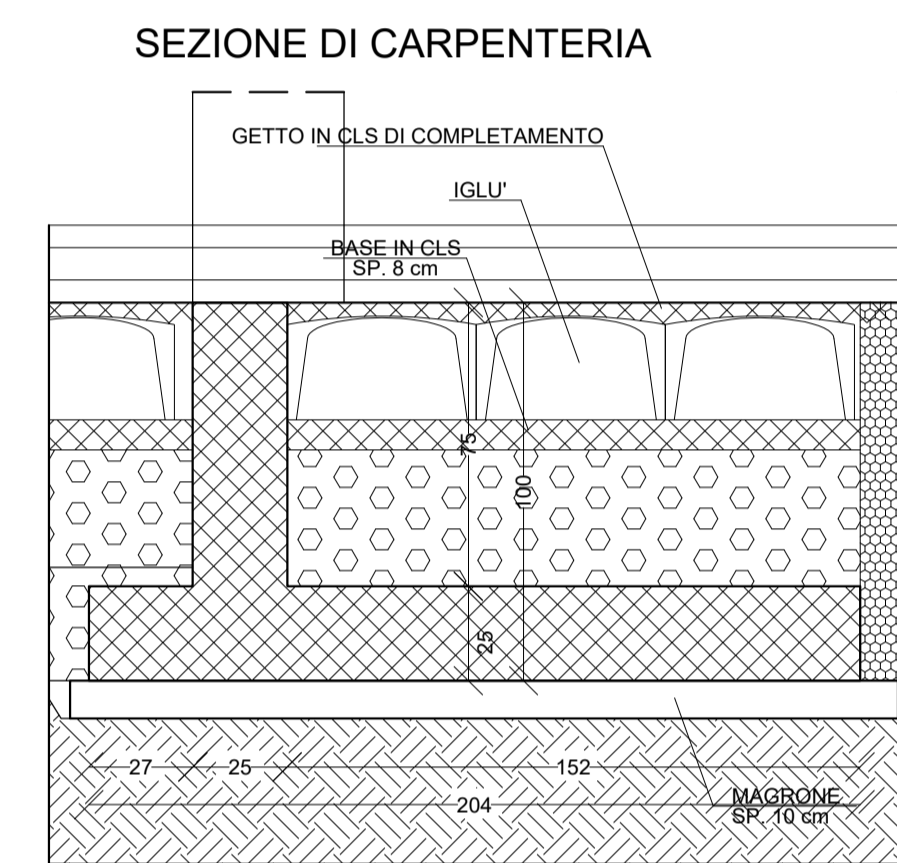 SEZIONE DI CARPENTERIA
GETTO IN CLS DI COMPLETAMENTO
IGLU'
BASE IN CLS
SP. 8 cm
75
100
25
27
25
152
204
MAGRONE
SP. 10 cm